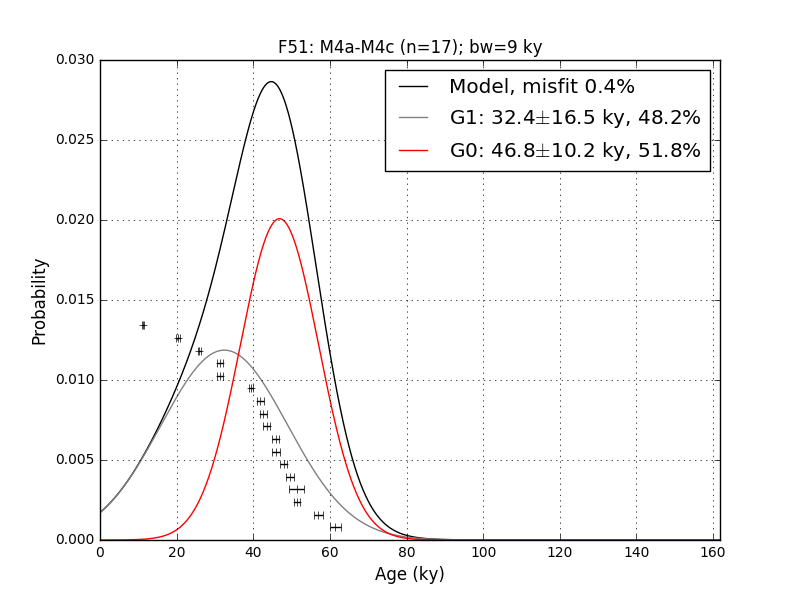 F51: M4a-M4c (n=17); bw=9 ky
Model, misfit 0.4%
G1: 32.4±16.5 ky, 48.2%
G0: 46.8±10.2 ky, 51.8%
Probability
0.030
0.025
0.020
0.015
0.010
0.005
0.000
0 20 40 60 80 100 120 140 160
Age (ky)